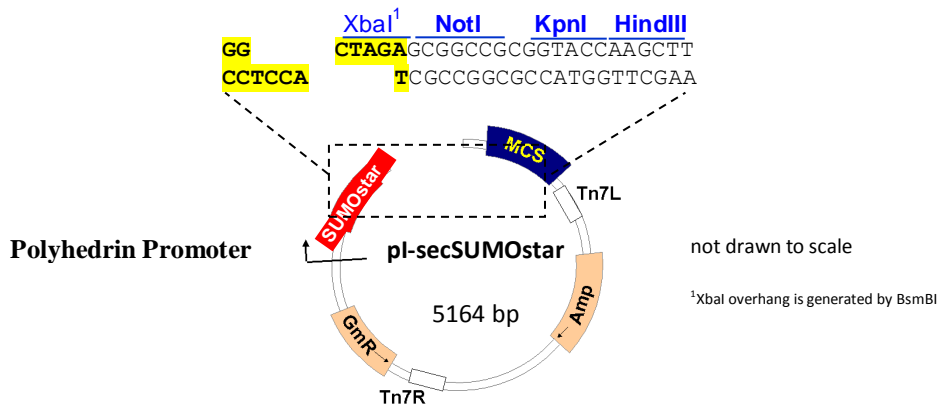 XbaI1 NotI KpnI HindIII
GG CTAGAGCGGCCGCGGTACCAAGCTT
CCTCCA TCGCCGGCGCCATGGTTCGAA
MCS
SUMOstar
Tn7L
Polyhedrin Promoter
pI-secSUMOstar
not drawn to scale
1XbaI overhang is generated by BsmBI
5164 bp
Amp
GmR
Tn7R